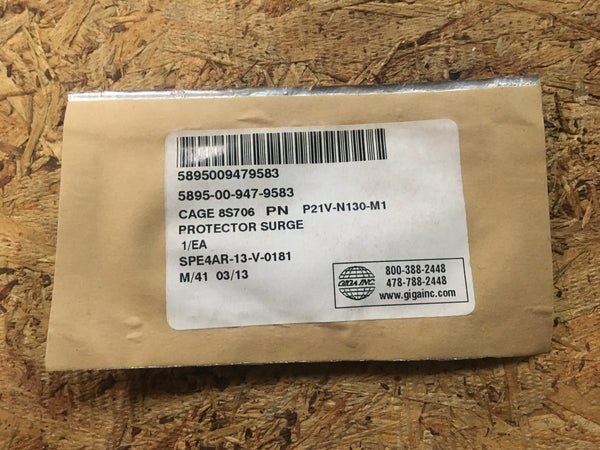 5895009479583
5895-00-947-9583
CAGE 8S706 PN P21V-N130-M1
PROTECTOR SURGE
1/EA
SPE4AR-13-V-0181
M/41 03/13
GIGA INC.
800-388-2448
478-788-2448
www.gigainc.com